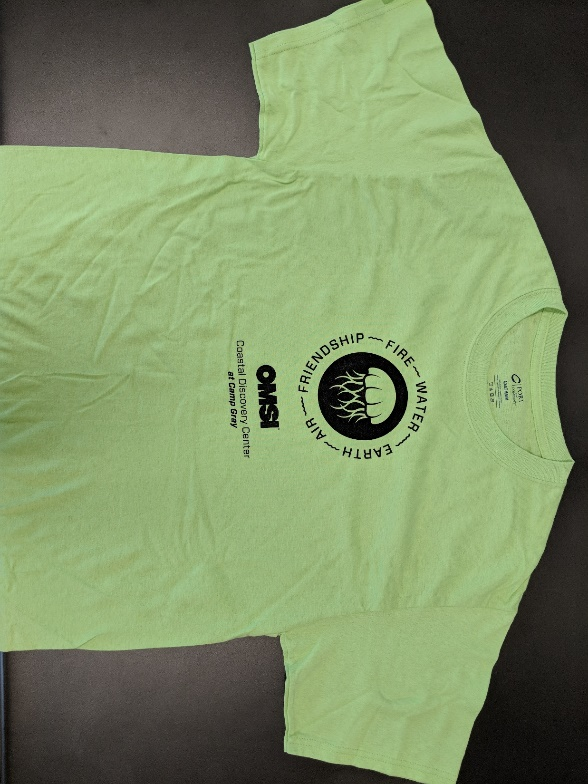 FRIENDSHIP ~ FIRE ~ WATER ~ EARTH ~ AIR ~
OMSI
Coastal Discovery Center
at Camp Gray